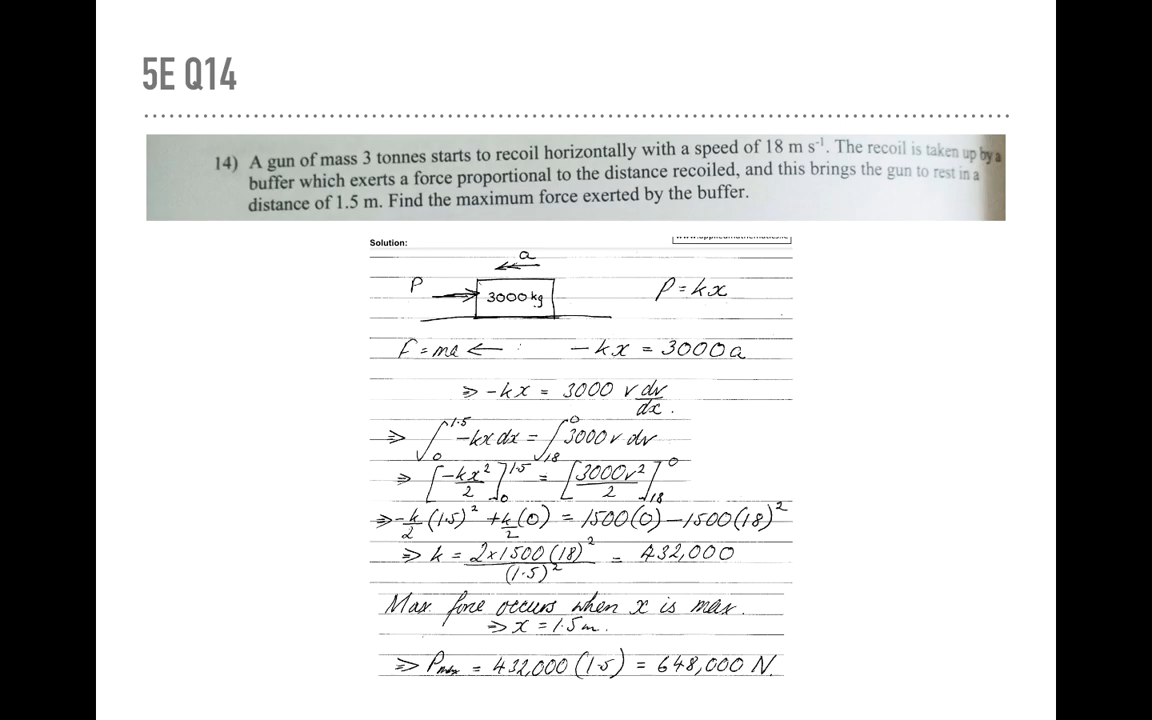 5E Q14
14) A gun of mass 3 tonnes starts to recoil horizontally with a speed of 18 m s⁻¹. The recoil is taken up by a
buffer which exerts a force proportional to the distance recoiled, and this brings the gun to rest in a
distance of 1.5 m. Find the maximum force exerted by the buffer.
Solution:
a
P 3000 kg P = kx
F = ma ← : -kx = 3000a
⇒ -kx = 3000 v dv/dx.
⇒ ∫₀^1.5 -kx dx = ∫₁₈^0 3000 v dv
⇒ [-kx²/2]₀^1.5 = [3000v²/2]₁₈^0
⇒ -k/2 (1.5)² + k/2 (0) = 1500(0) - 1500(18)²
⇒ k = 2×1500(18)²/(1.5)² = 432,000
Max. force occurs when x is max.
⇒ x = 1.5m.
⇒ Pmax = 432,000(1.5) = 648,000 N.